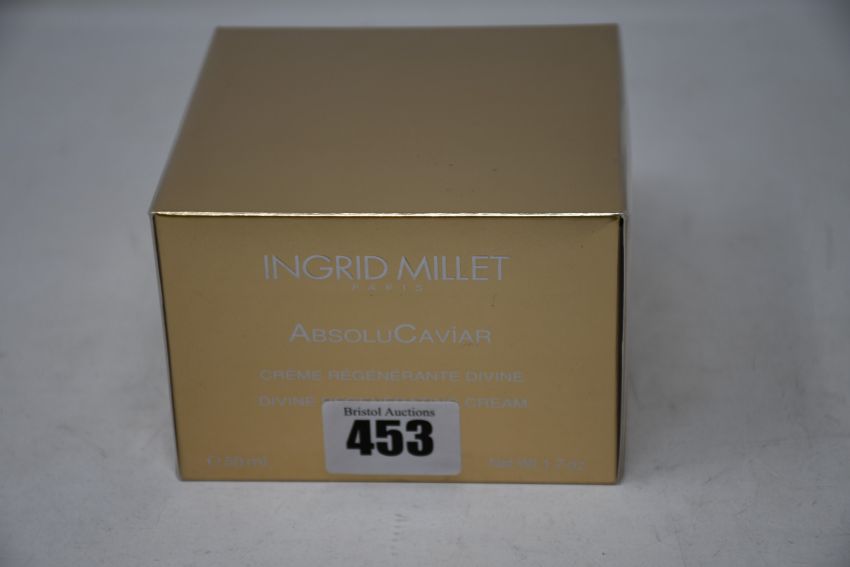 INGRID MILLET
PARIS
ABSOLUCAVIAR
CRÈME RÉGÉNÉRANTE DIVINE
DIVINE REGENERATING CREAM
Bristol Auctions
453
℮ 50 ml
Net Wt 1.7 oz